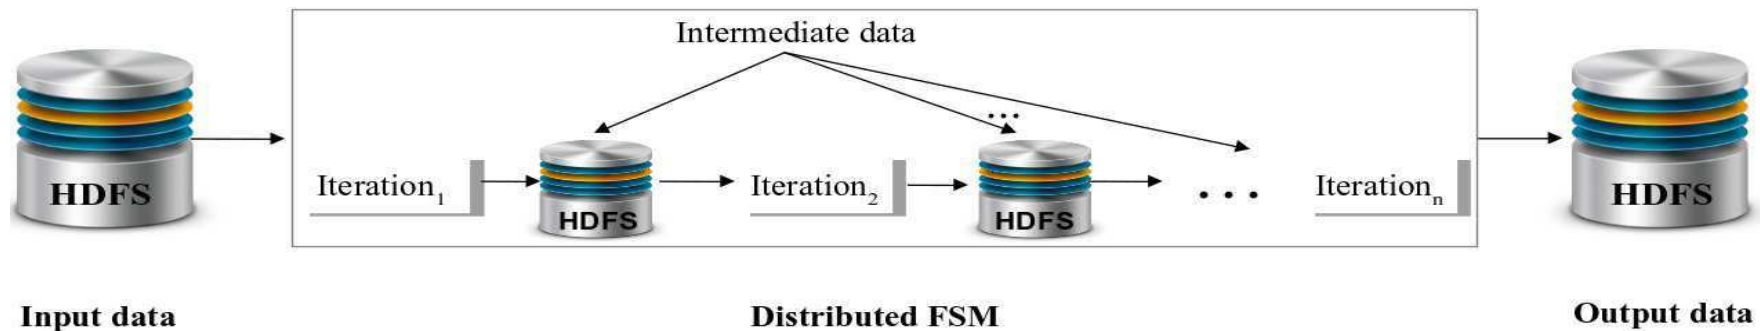 Intermediate data
...
HDFS
Iteration1
HDFS
Iteration2
HDFS
...
Iterationn
HDFS
Input data
Distributed FSM
Output data